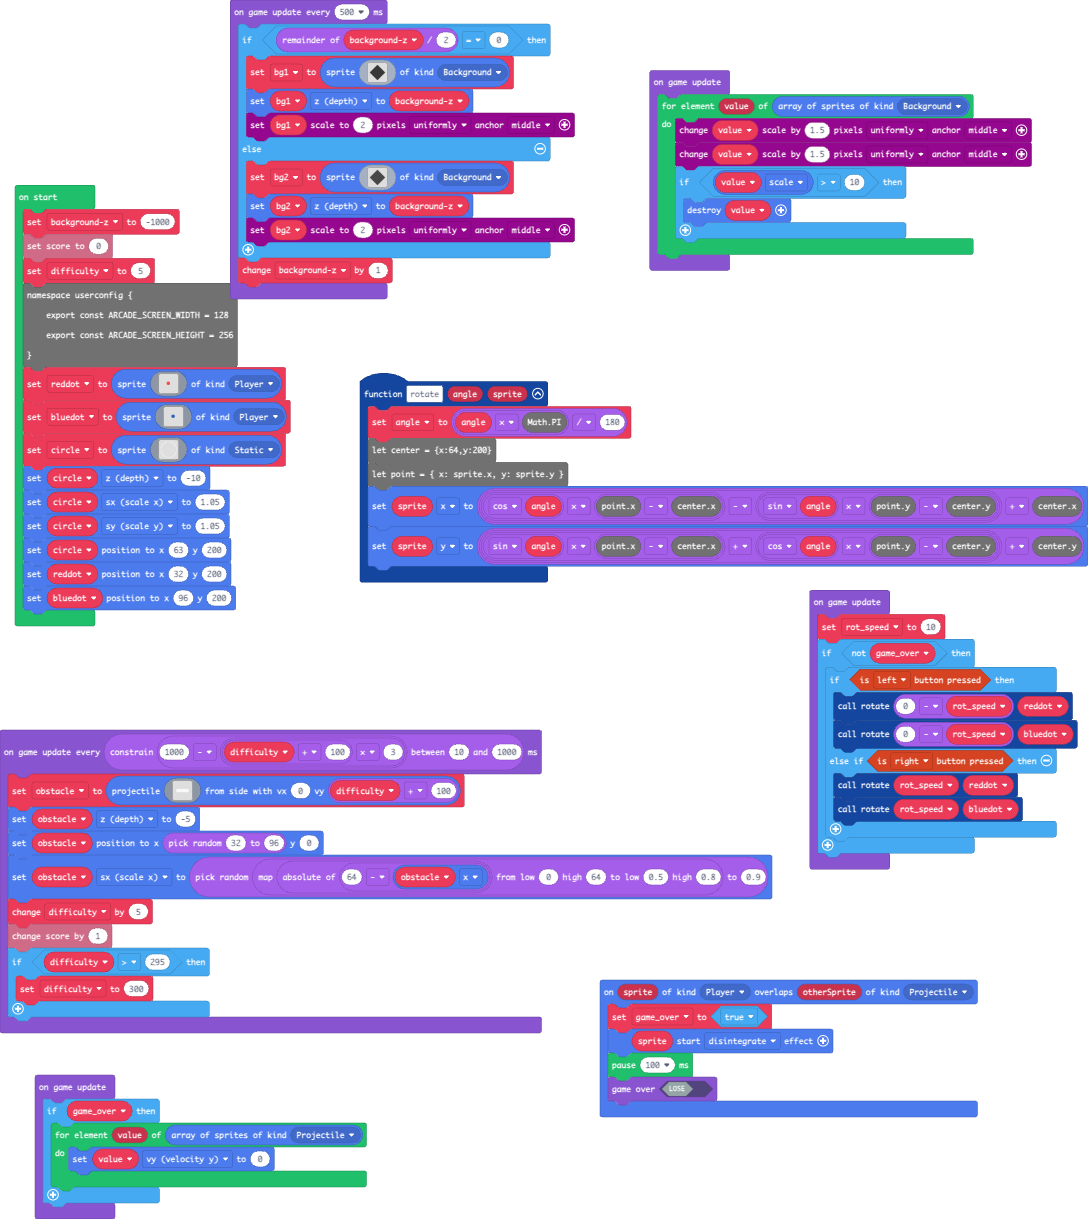 on game update every 500 ms
if remainder of background-z / 2 = 0 then
set bg1 to sprite of kind Background
set bg1 z (depth) to background-z
set bg1 scale to 2 pixels uniformly anchor middle
else
set bg2 to sprite of kind Background
set bg2 z (depth) to background-z
set bg2 scale to 2 pixels uniformly anchor middle
change background-z by 1
on game update
for element value of array of sprites of kind Background
do
change value scale by 1.5 pixels uniformly anchor middle
change value scale by 1.5 pixels uniformly anchor middle
if value scale > 10 then
destroy value
on start
set background-z to -1000
set score to 0
set difficulty to 5
namespace userconfig {
export const ARCADE_SCREEN_WIDTH = 128
export const ARCADE_SCREEN_HEIGHT = 256
}
set reddot to sprite of kind Player
set bluedot to sprite of kind Player
set circle to sprite of kind Static
set circle z (depth) to -10
set circle sx (scale x) to 1.05
set circle sy (scale y) to 1.05
set circle position to x 63 y 200
set reddot position to x 32 y 200
set bluedot position to x 96 y 200
function rotate angle sprite
set angle to angle × Math.PI / 180
let center = {x:64,y:200}
let point = { x: sprite.x, y: sprite.y }
set sprite x to cos angle × point.x - center.x - sin angle × point.y - center.y + center.x
set sprite y to sin angle × point.x - center.x + cos angle × point.y - center.y + center.y
on game update
set rot_speed to 10
if not game_over then
if is left button pressed then
call rotate 0 - rot_speed reddot
call rotate 0 - rot_speed bluedot
else if is right button pressed then
call rotate rot_speed reddot
call rotate rot_speed bluedot
on game update every constrain 1000 - difficulty + 100 × 3 between 10 and 1000 ms
set obstacle to projectile from side with vx 0 vy difficulty + 100
set obstacle z (depth) to -5
set obstacle position to x pick random 32 to 96 y 0
set obstacle sx (scale x) to pick random map absolute of 64 - obstacle x from low 0 high 64 to low 0.5 high 0.8 to 0.9
change difficulty by 5
change score by 1
if difficulty > 295 then
set difficulty to 300
on sprite of kind Player overlaps otherSprite of kind Projectile
set game_over to true
sprite start disintegrate effect
pause 100 ms
game over LOSE
on game update
if game_over then
for element value of array of sprites of kind Projectile
do
set value vy (velocity y) to 0